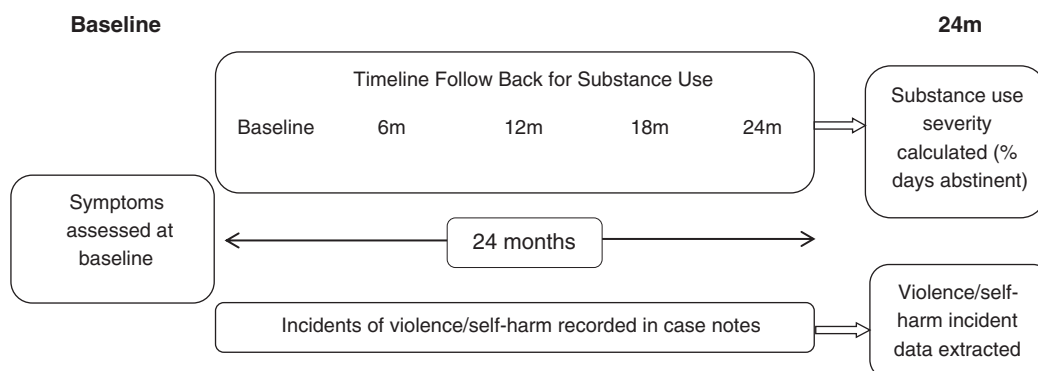 Baseline
24m
Timeline Follow Back for Substance Use
Baseline 6m 12m 18m 24m
Substance use
severity
calculated (%
days abstinent)
Symptoms
assessed at
baseline
24 months
Incidents of violence/self-harm recorded in case notes
Violence/self-
harm incident
data extracted